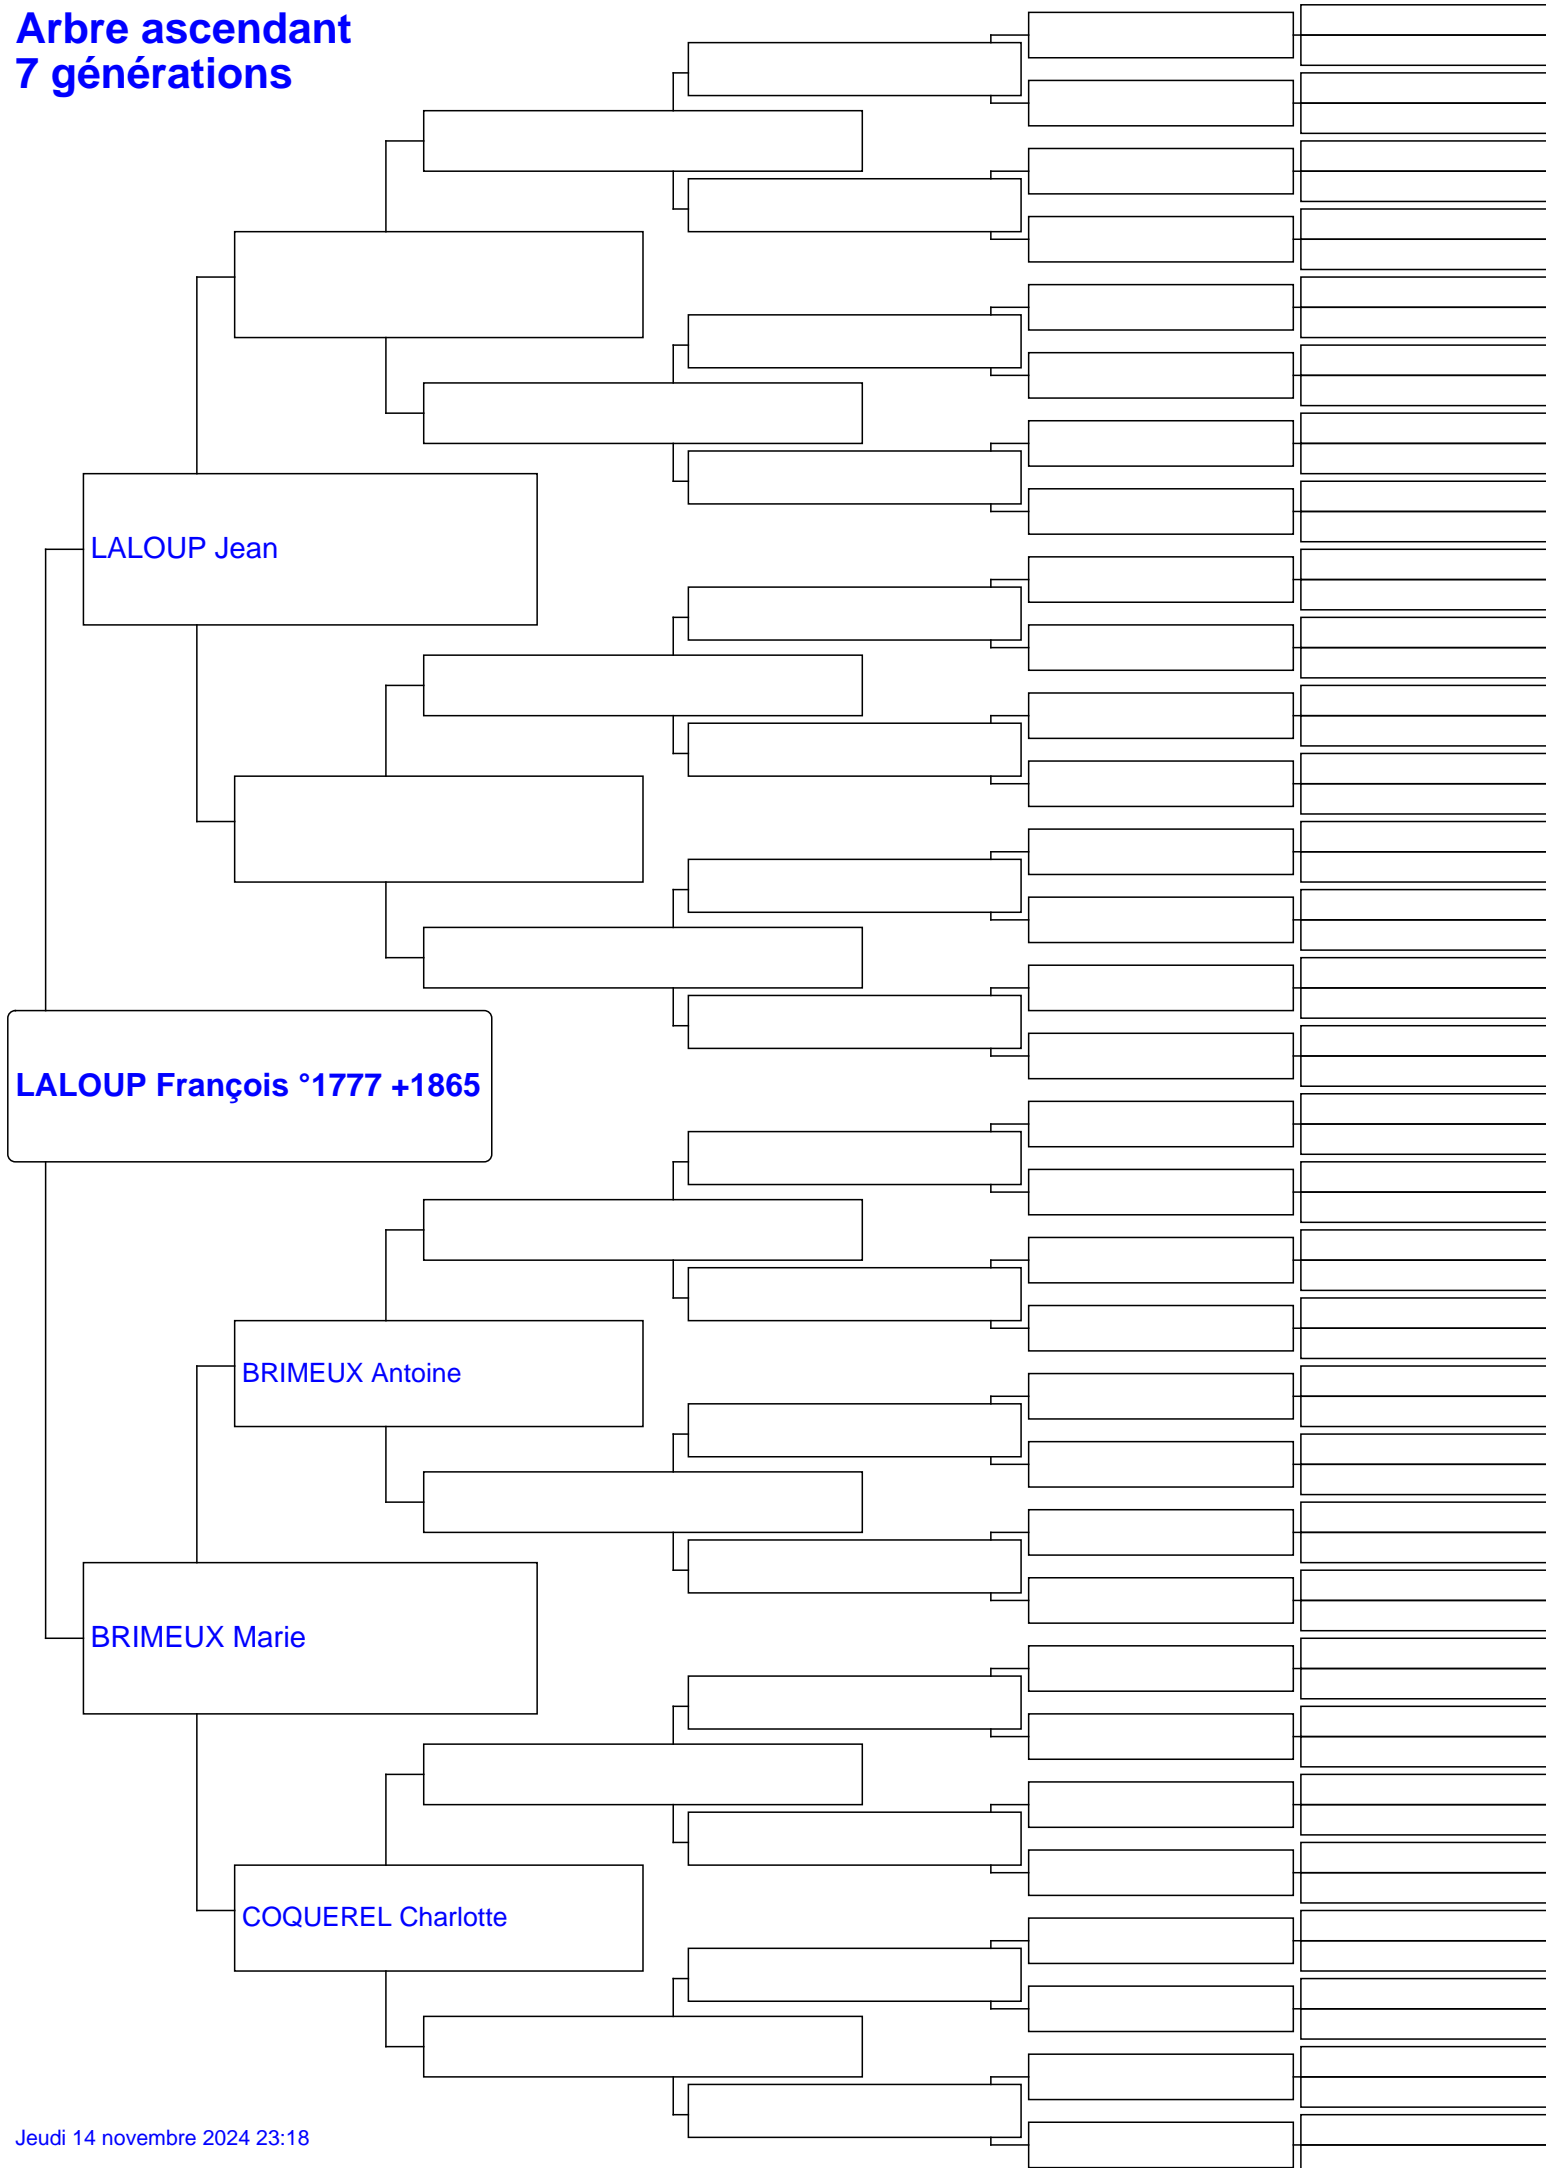 Arbre ascendant
7 générations
LALOUP Jean
LALOUP François °1777 +1865
BRIMEUX Antoine
BRIMEUX Marie
COQUEREL Charlotte
Jeudi 14 novembre 2024 23:18